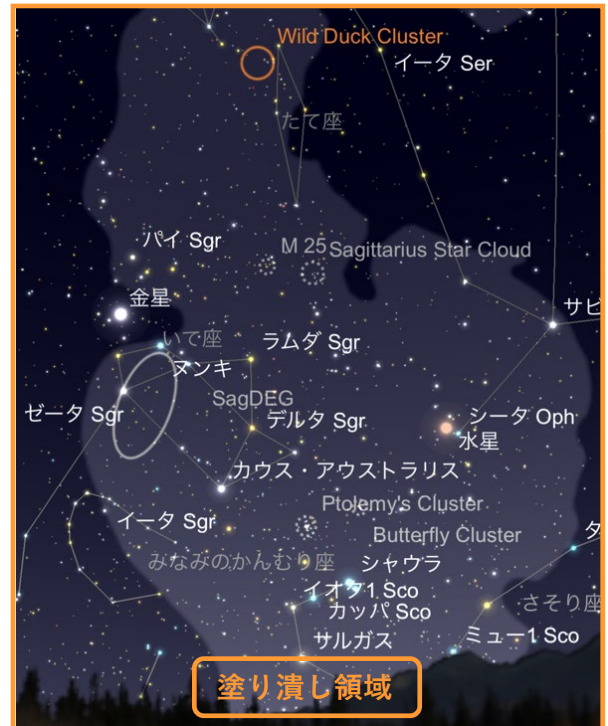 Wild Duck Cluster
イータ Ser
たて座
パイ Sgr
M 25
Sagittarius Star Cloud
金星
サビ
いて座
ラムダ Sgr
ヌンキ
ゼータ Sgr
SagDEG
デルタ Sgr
シータ Oph
水星
カウス・アウストラリス
Ptolemy's Cluster
イータ Sgr
Butterfly Cluster
タ
みなみのかんむり座
シャウラ
イオタ1 Sco
カッパ Sco
さそり座
サルガス
ミュー1 Sco
塗り潰し領域